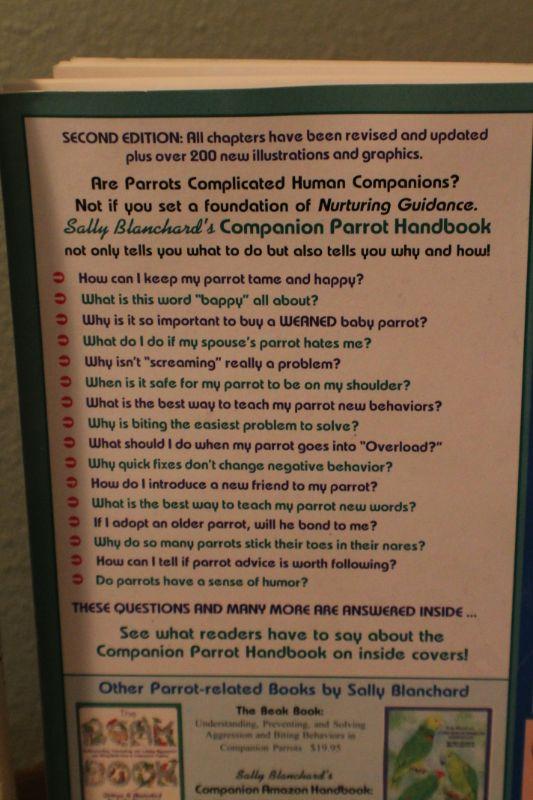 SECOND EDITION: All chapters have been revised and updated
plus over 200 new illustrations and graphics.
Are Parrots Complicated Human Companions?
Not if you set a foundation of Nurturing Guidance.
Sally Blanchard's Companion Parrot Handbook
not only tells you what to do but also tells you why and how!
How can I keep my parrot tame and happy?
What is this word "bappy" all about?
Why is it so important to buy a WEANED baby parrot?
What do I do if my spouse's parrot hates me?
Why isn't "screaming" really a problem?
When is it safe for my parrot to be on my shoulder?
What is the best way to teach my parrot new behaviors?
Why is biting the easiest problem to solve?
What should I do when my parrot goes into "Overload?"
Why quick fixes don't change negative behavior?
How do I introduce a new friend to my parrot?
What is the best way to teach my parrot new words?
If I adopt an older parrot, will he bond to me?
Why do so many parrots stick their toes in their nares?
How can I tell if parrot advice is worth following?
Do parrots have a sense of humor?
THESE QUESTIONS AND MANY MORE ARE ANSWERED INSIDE ...
See what readers have to say about the
Companion Parrot Handbook on inside covers!
Other Parrot-related Books by Sally Blanchard
The
BEAK
BOOK
The Beak Book:
Understanding, Preventing, and Solving
Aggression and Biting Behaviors in
Companion Parrots $19.95
Sally Blanchard's
Companion Amazon Handbook: